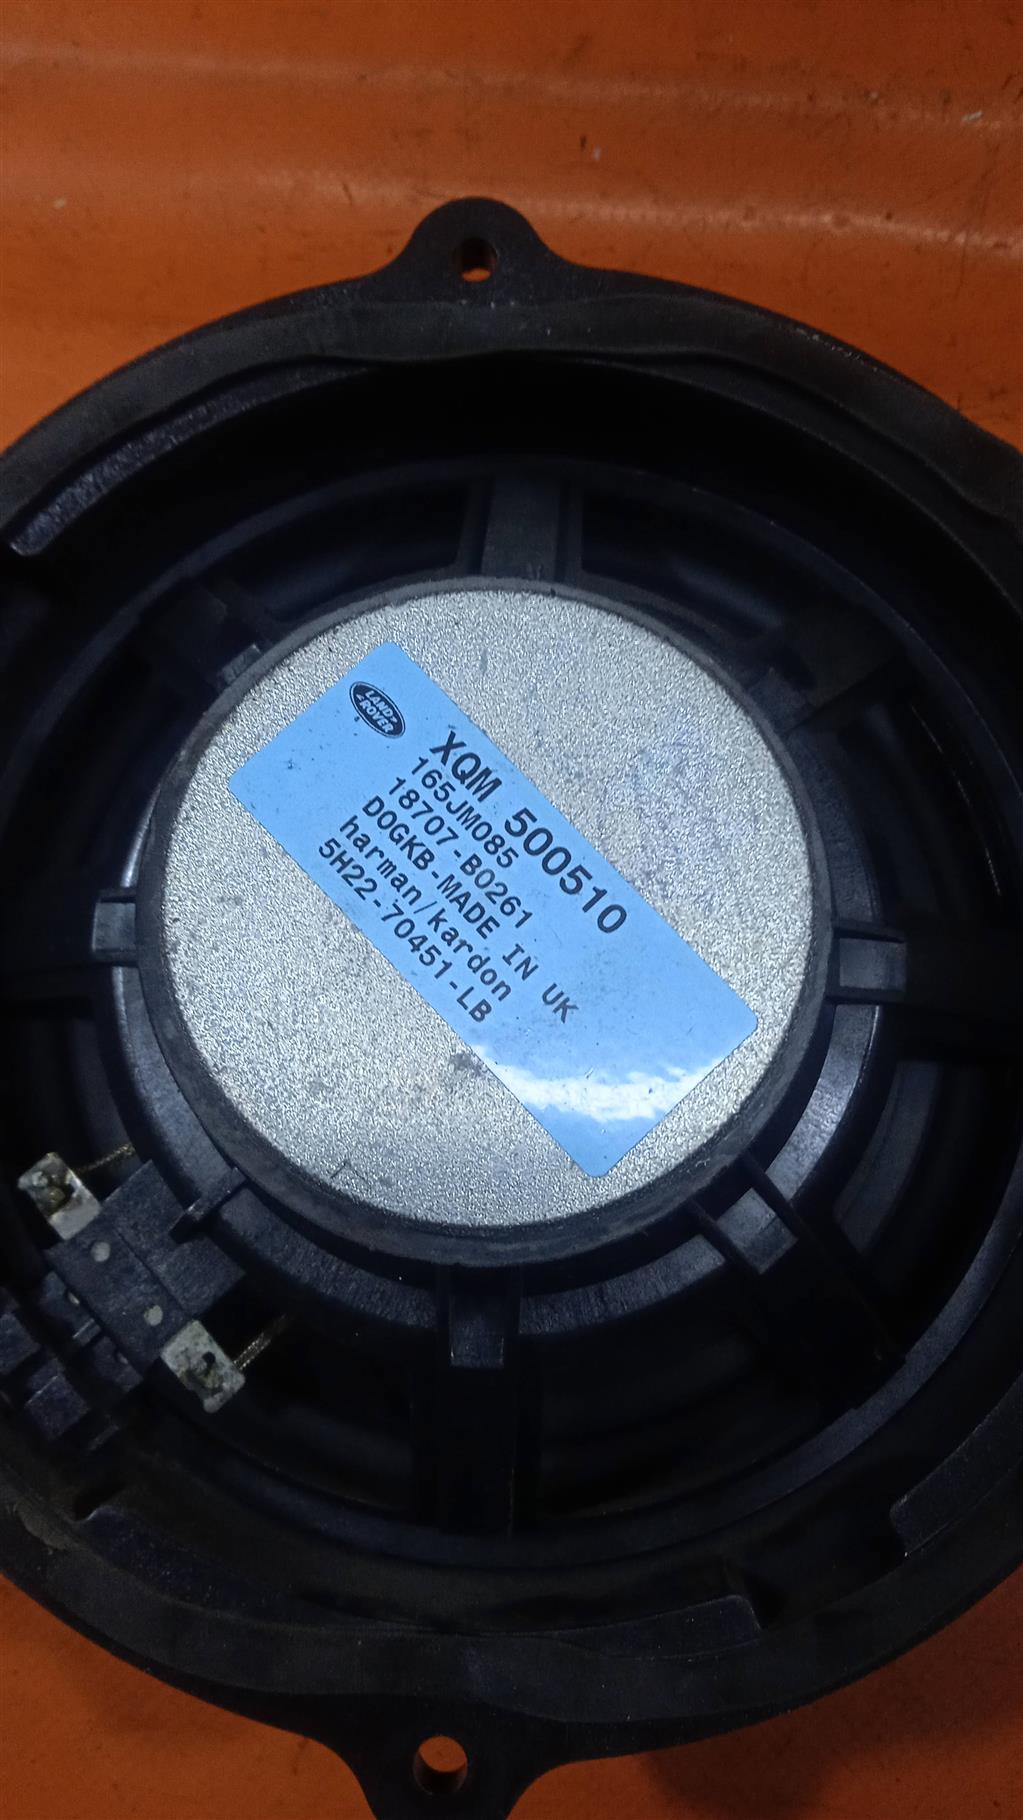 LAND
ROVER
XQM 500510
165JM085
18707-B0261
DOGKB-MADE IN UK
harman/kardon
5H22-70451-LB